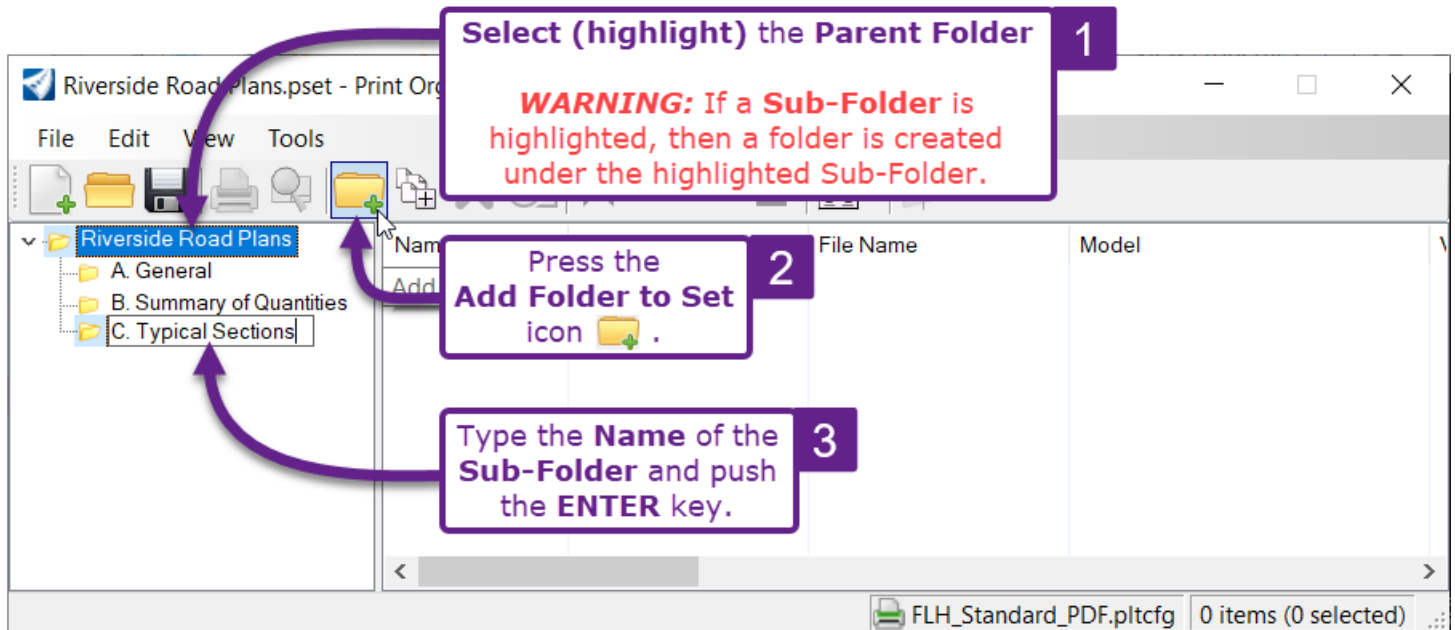 Select (highlight) the Parent Folder
1
WARNING: If a Sub-Folder is
highlighted, then a folder is created
under the highlighted Sub-Folder.
Riverside Road Plans.pset - Print
File Edit View Tools
Riverside Road Plans
A. General
B. Summary of Quantities
C. Typical Sections
File Name Model
Add
Press the
Add Folder to Set
icon .
2
Type the Name of the
Sub-Folder and push
the ENTER key.
3
FLH_Standard_PDF.pltcfg 0 items (0 selected)